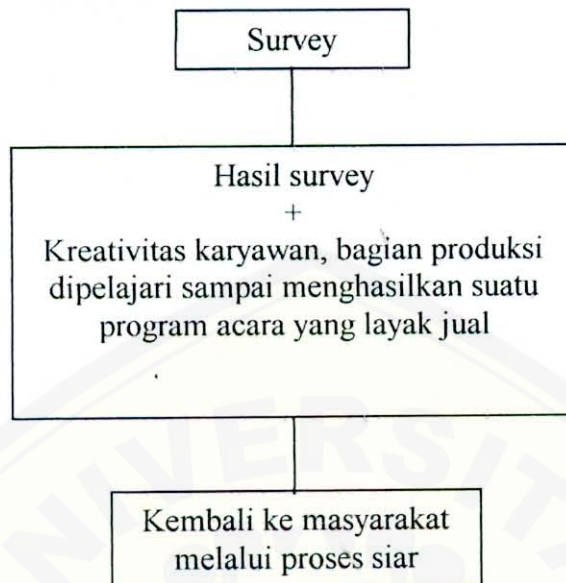 Survey
Hasil survey
+
Kreativitas karyawan, bagian produksi
dipelajari sampai menghasilkan suatu
program acara yang layak jual
Kembali ke masyarakat
melalui proses siar
UNIVERSITA